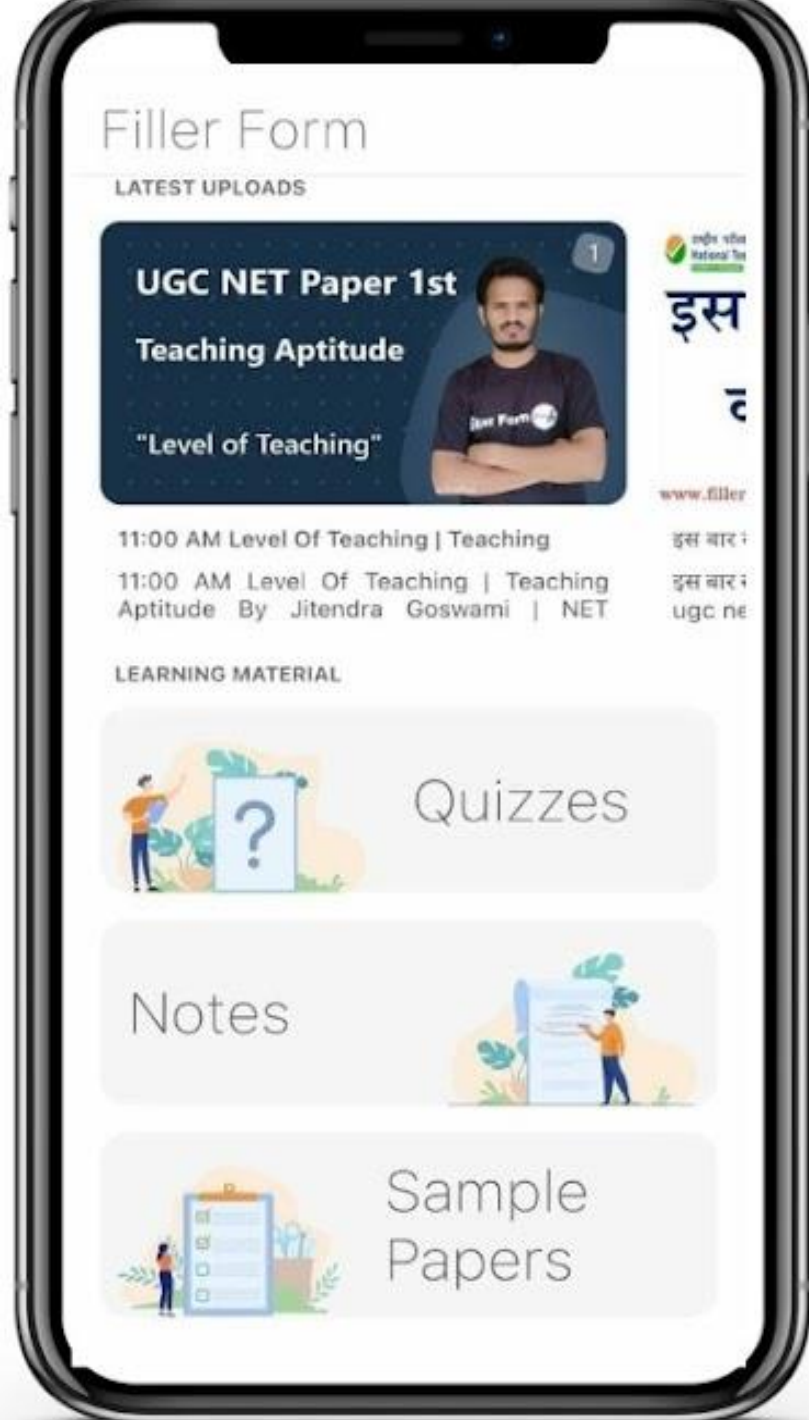 Filler Form
LATEST UPLOADS
UGC NET Paper 1st
Teaching Aptitude
"Level of Teaching"
1
Filler Form
इस
www.filler
11:00 AM Level Of Teaching | Teaching
11:00 AM Level Of Teaching | Teaching
Aptitude By Jitendra Goswami | NET
इस बार
इस बार
ugc ne
LEARNING MATERIAL
?
Quizzes
Notes
Sample
Papers